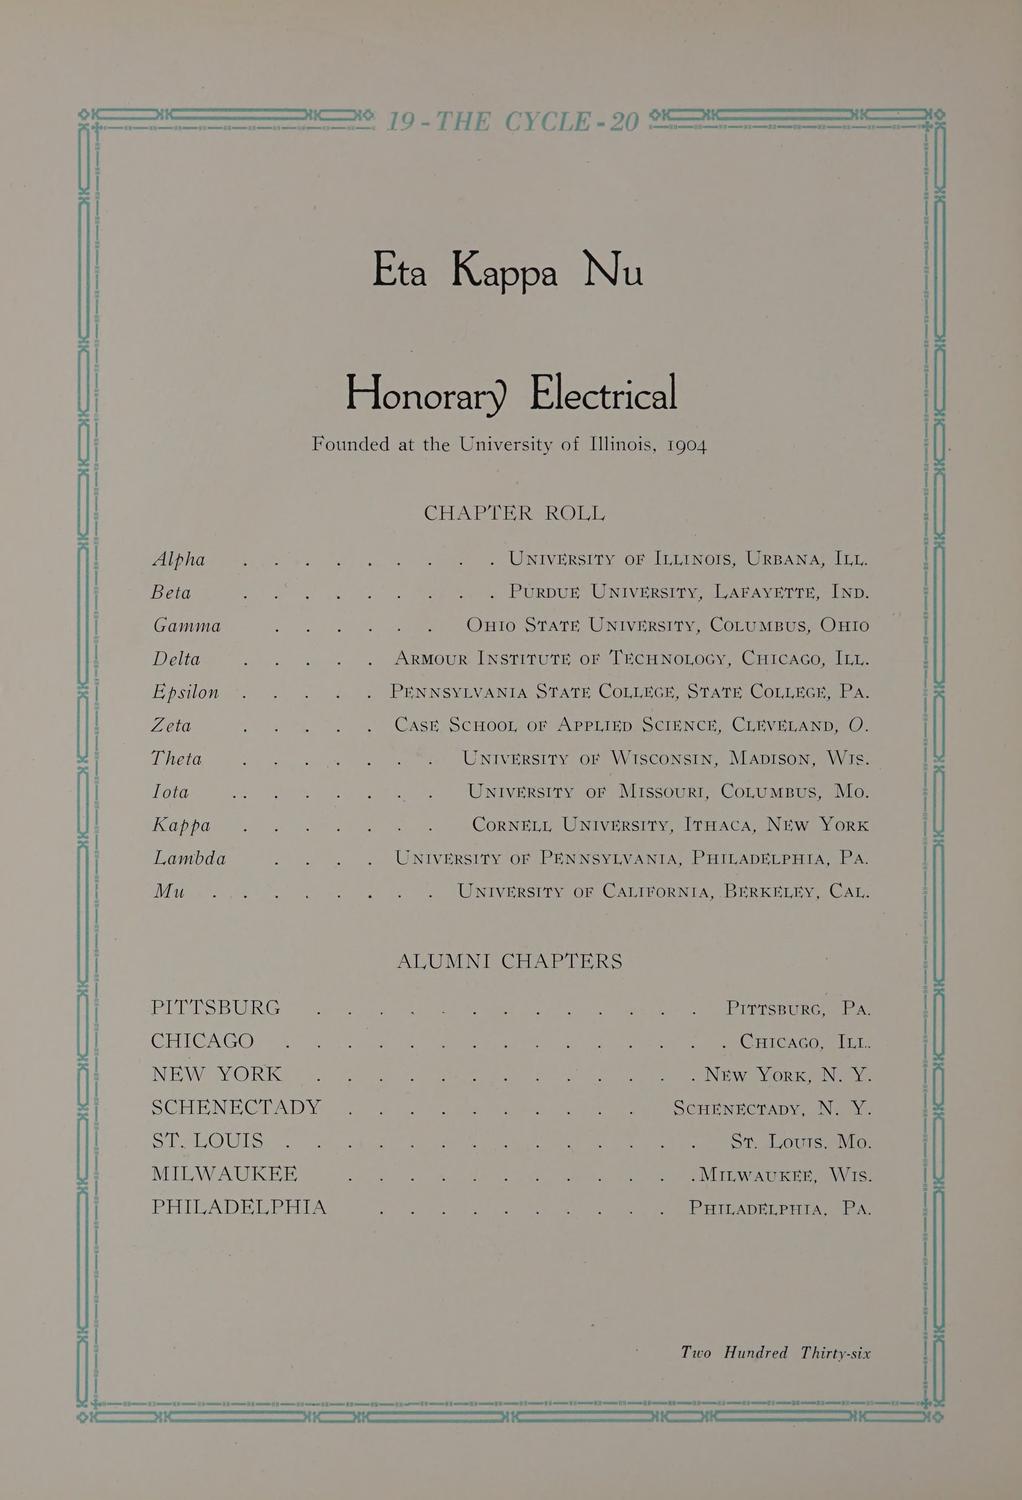 19-THE CYCLE-20
Eta Kappa Nu
Honorary Electrical
Founded at the University of Illinois, 1904
CHAPTER ROLL
Alpha . . . . . . . . . University of Illinois, Urbana, Ill.
Beta . . . . . . . . . Purdue University, Lafayette, Ind.
Gamma . . . . . . Ohio State University, Columbus, Ohio
Delta . . . . . Armour Institute of Technology, Chicago, Ill.
Epsilon . . . . . Pennsylvania State College, State College, Pa.
Zeta . . . . . Case School of Applied Science, Cleveland, O.
Theta . . . . . . . University of Wisconsin, Madison, Wis.
Iota . . . . . . . . University of Missouri, Columbus, Mo.
Kappa . . . . . . . Cornell University, Ithaca, New York
Lambda . . . . University of Pennsylvania, Philadelphia, Pa.
Mu . . . . . . . . . University of California, Berkeley, Cal.
ALUMNI CHAPTERS
PITTSBURG . . . . . . . . . . . . . Pittsburg, Pa.
CHICAGO . . . . . . . . . . . . . . . Chicago, Ill.
NEW YORK . . . . . . . . . . . . . New York, N. Y.
SCHENECTADY . . . . . . . . . . Schenectady, N. Y.
ST. LOUIS . . . . . . . . . . . . . . St. Louis, Mo.
MILWAUKEE . . . . . . . . . . . . Milwaukee, Wis.
PHILADELPHIA . . . . . . . . . . Philadelphia, Pa.
Two Hundred Thirty-six